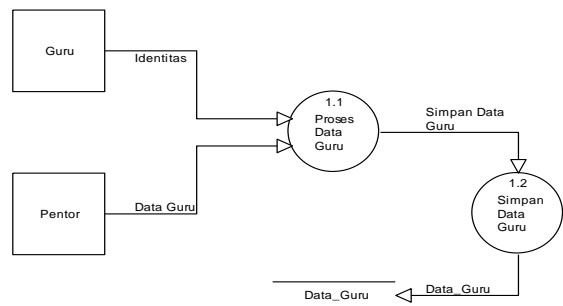 Guru
Identitas
1.1
Proses
Data
Guru
Simpan Data
Guru
1.2
Simpan
Data
Guru
Pentor
Data Guru
Data_Guru
Data_Guru